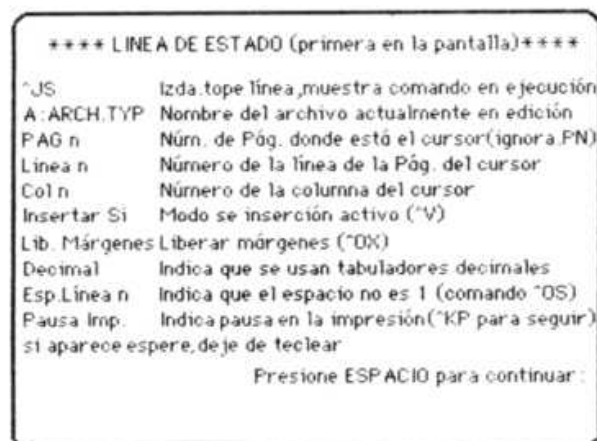 **** LINEA DE ESTADO (primera en la pantalla)****
^JS Izda.tope línea,muestra comando en ejecución
A:ARCH.TYP Nombre del archivo actualmente en edición
PAG n Núm. de Pág. donde está el cursor(ignora.PN)
Linea n Número de la línea de la Pág. del cursor
Col n Número de la columna del cursor
Insertar Si Modo se inserción activo (^V)
Lib. Márgenes Liberar márgenes (^OX)
Decimal Indica que se usan tabuladores decimales
Esp.Línea n Indica que el espacio no es 1 (comando ^OS)
Pausa Imp. Indica pausa en la impresión(^KP para seguir)
si aparece espere,deje de teclear
Presione ESPACIO para continuar :